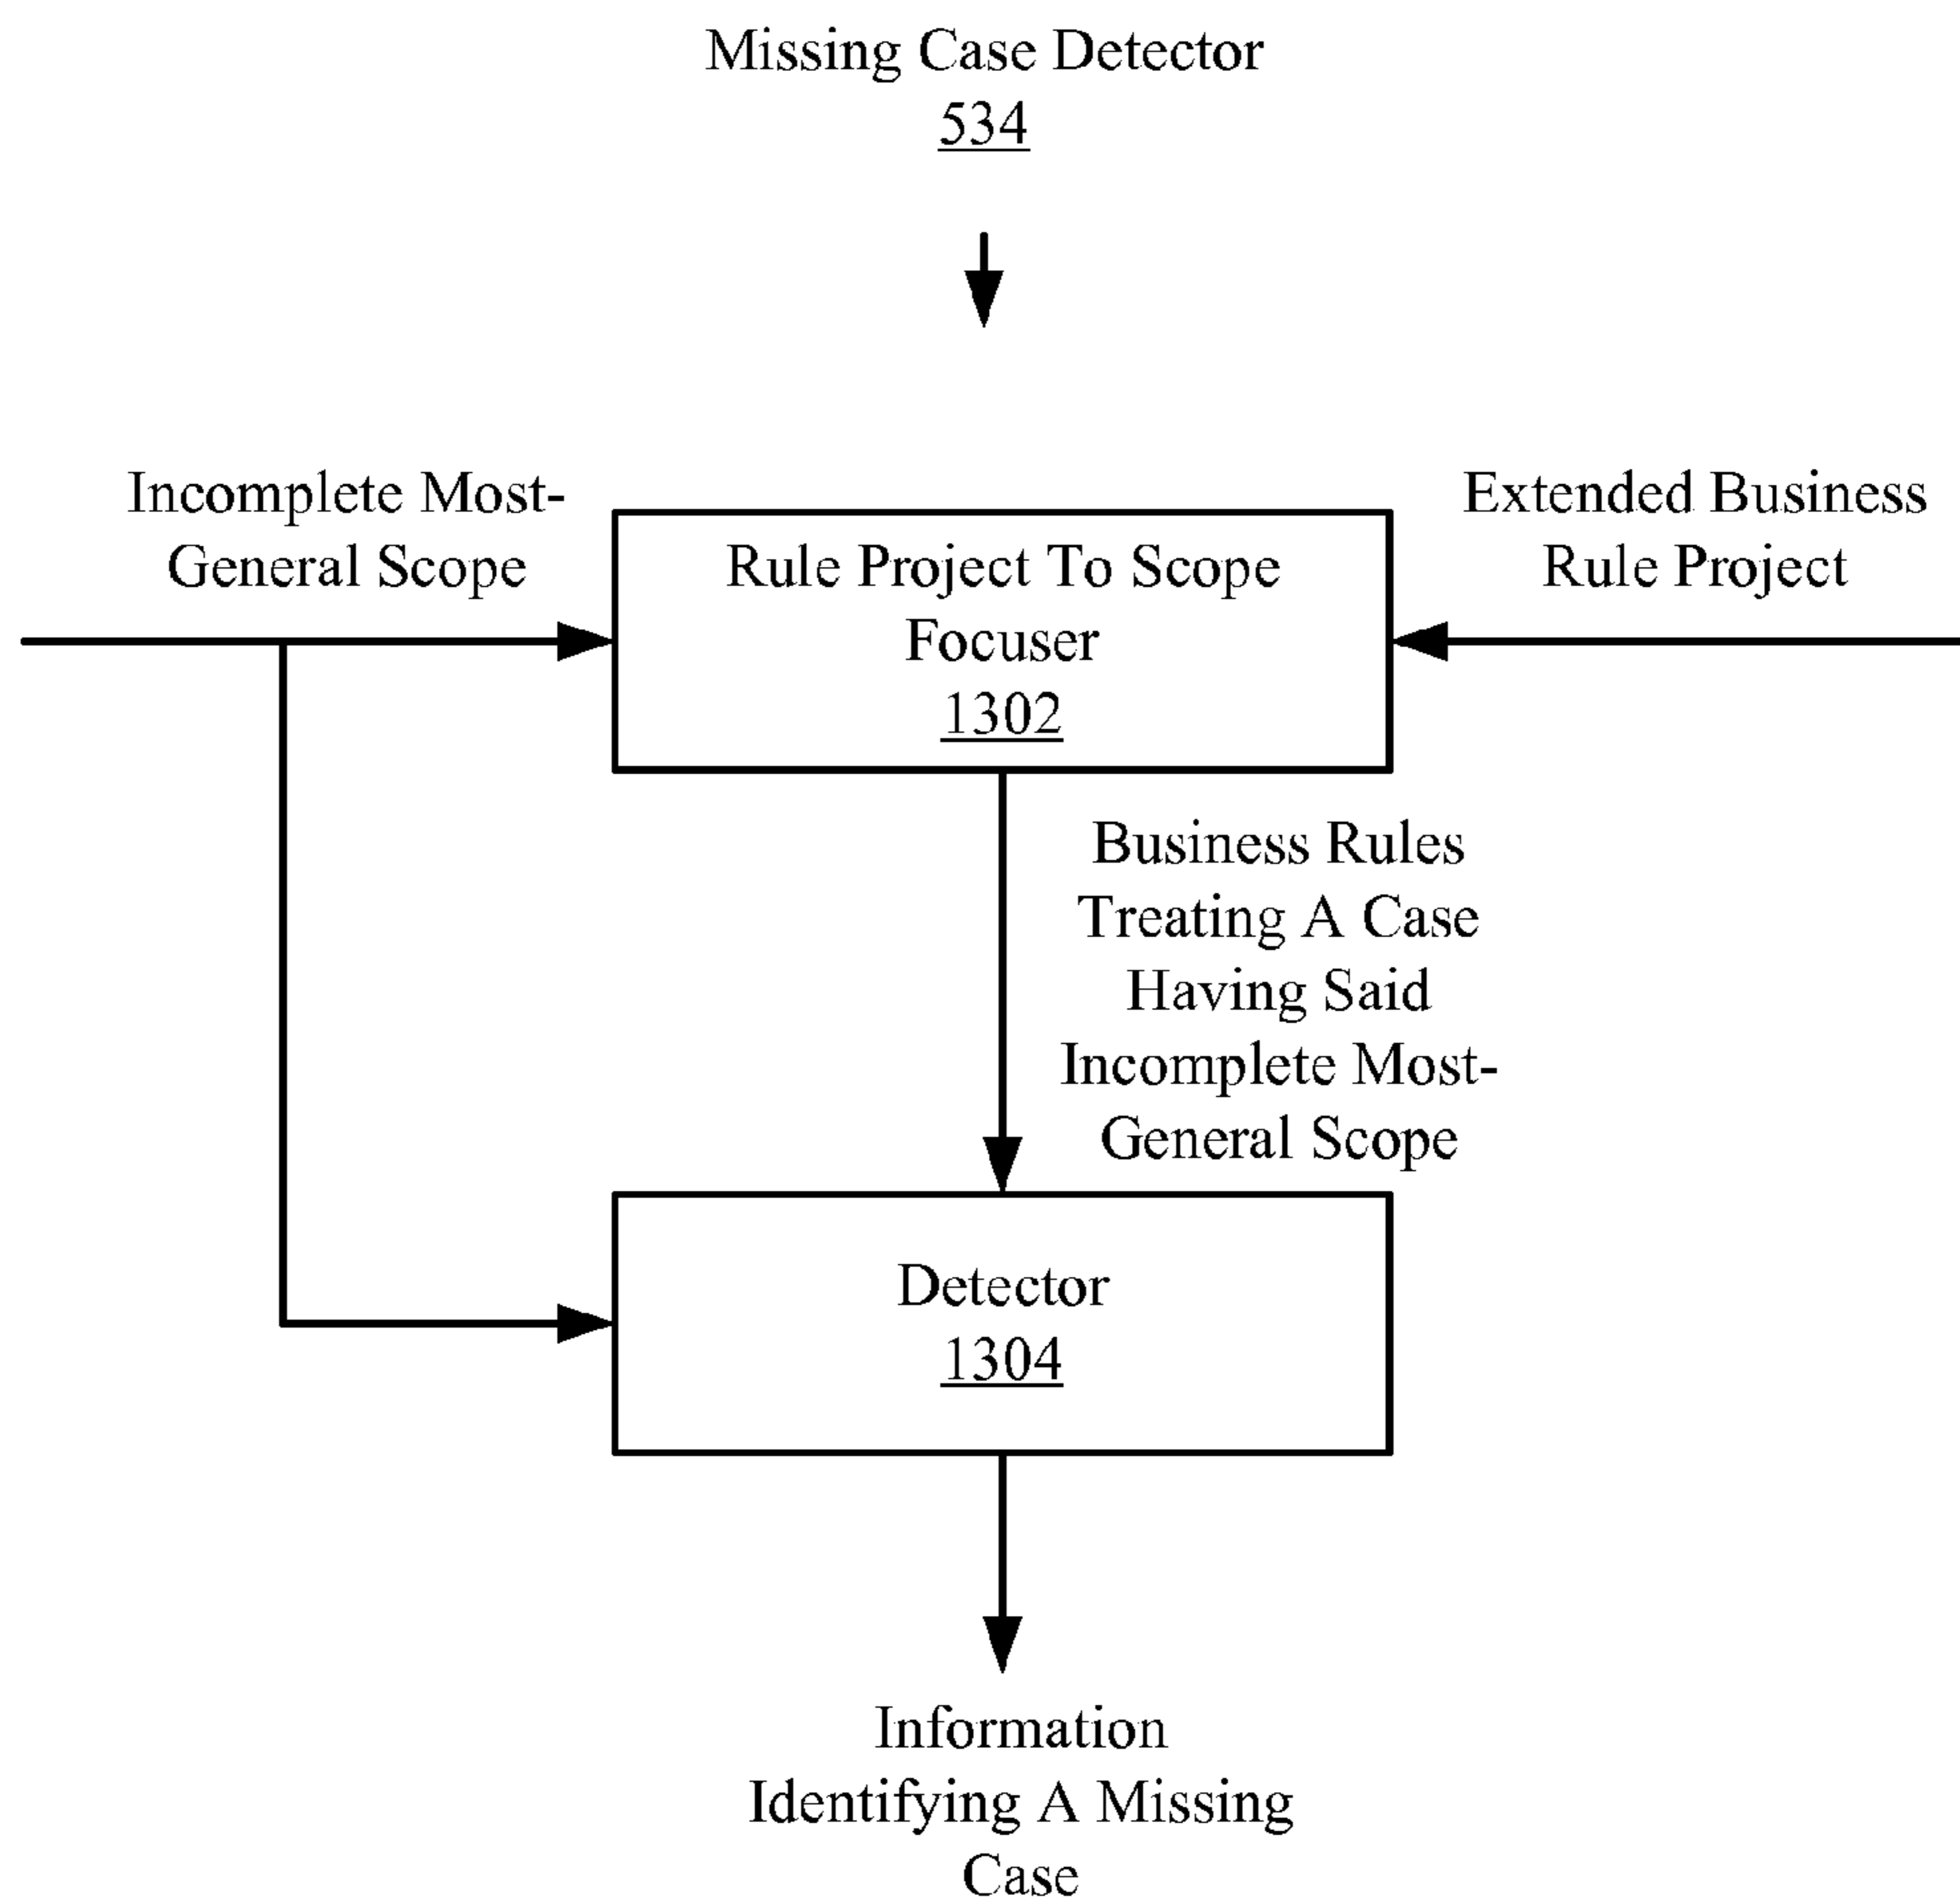 Missing Case Detector
534
Incomplete Most-
General Scope
Rule Project To Scope
Focuser
1302
Extended Business
Rule Project
Business Rules
Treating A Case
Having Said
Incomplete Most-
General Scope
Detector
1304
Information
Identifying A Missing
Case